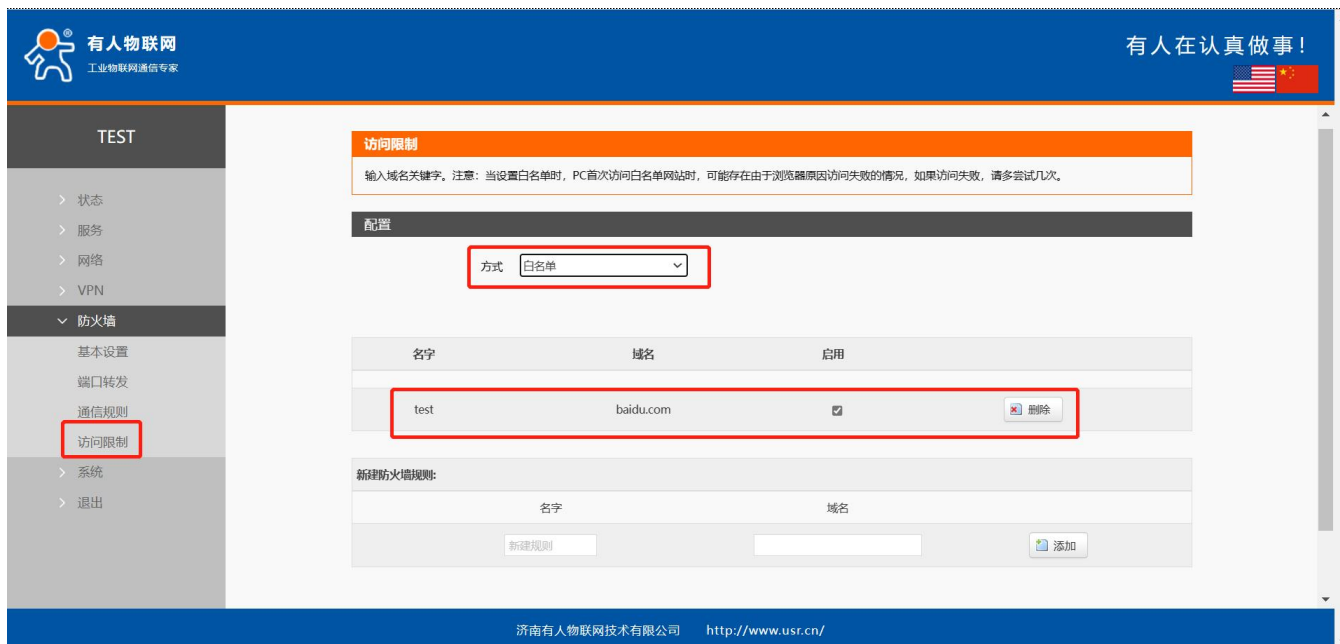 有人物联网
工业物联网通信专家
有人在认真做事!
TEST
状态
服务
网络
VPN
防火墙
基本设置
端口转发
通信规则
访问限制
系统
退出
访问限制
输入域名关键字。注意：当设置白名单时，PC首次访问白名单网站时，可能存在由于浏览器原因访问失败的情况，如果访问失败，请多尝试几次。
配置
方式 白名单
名字 域名 启用
test baidu.com 删除
新建防火墙规则:
名字 域名
新建规则 添加
济南有人物联网技术有限公司 http://www.usr.cn/